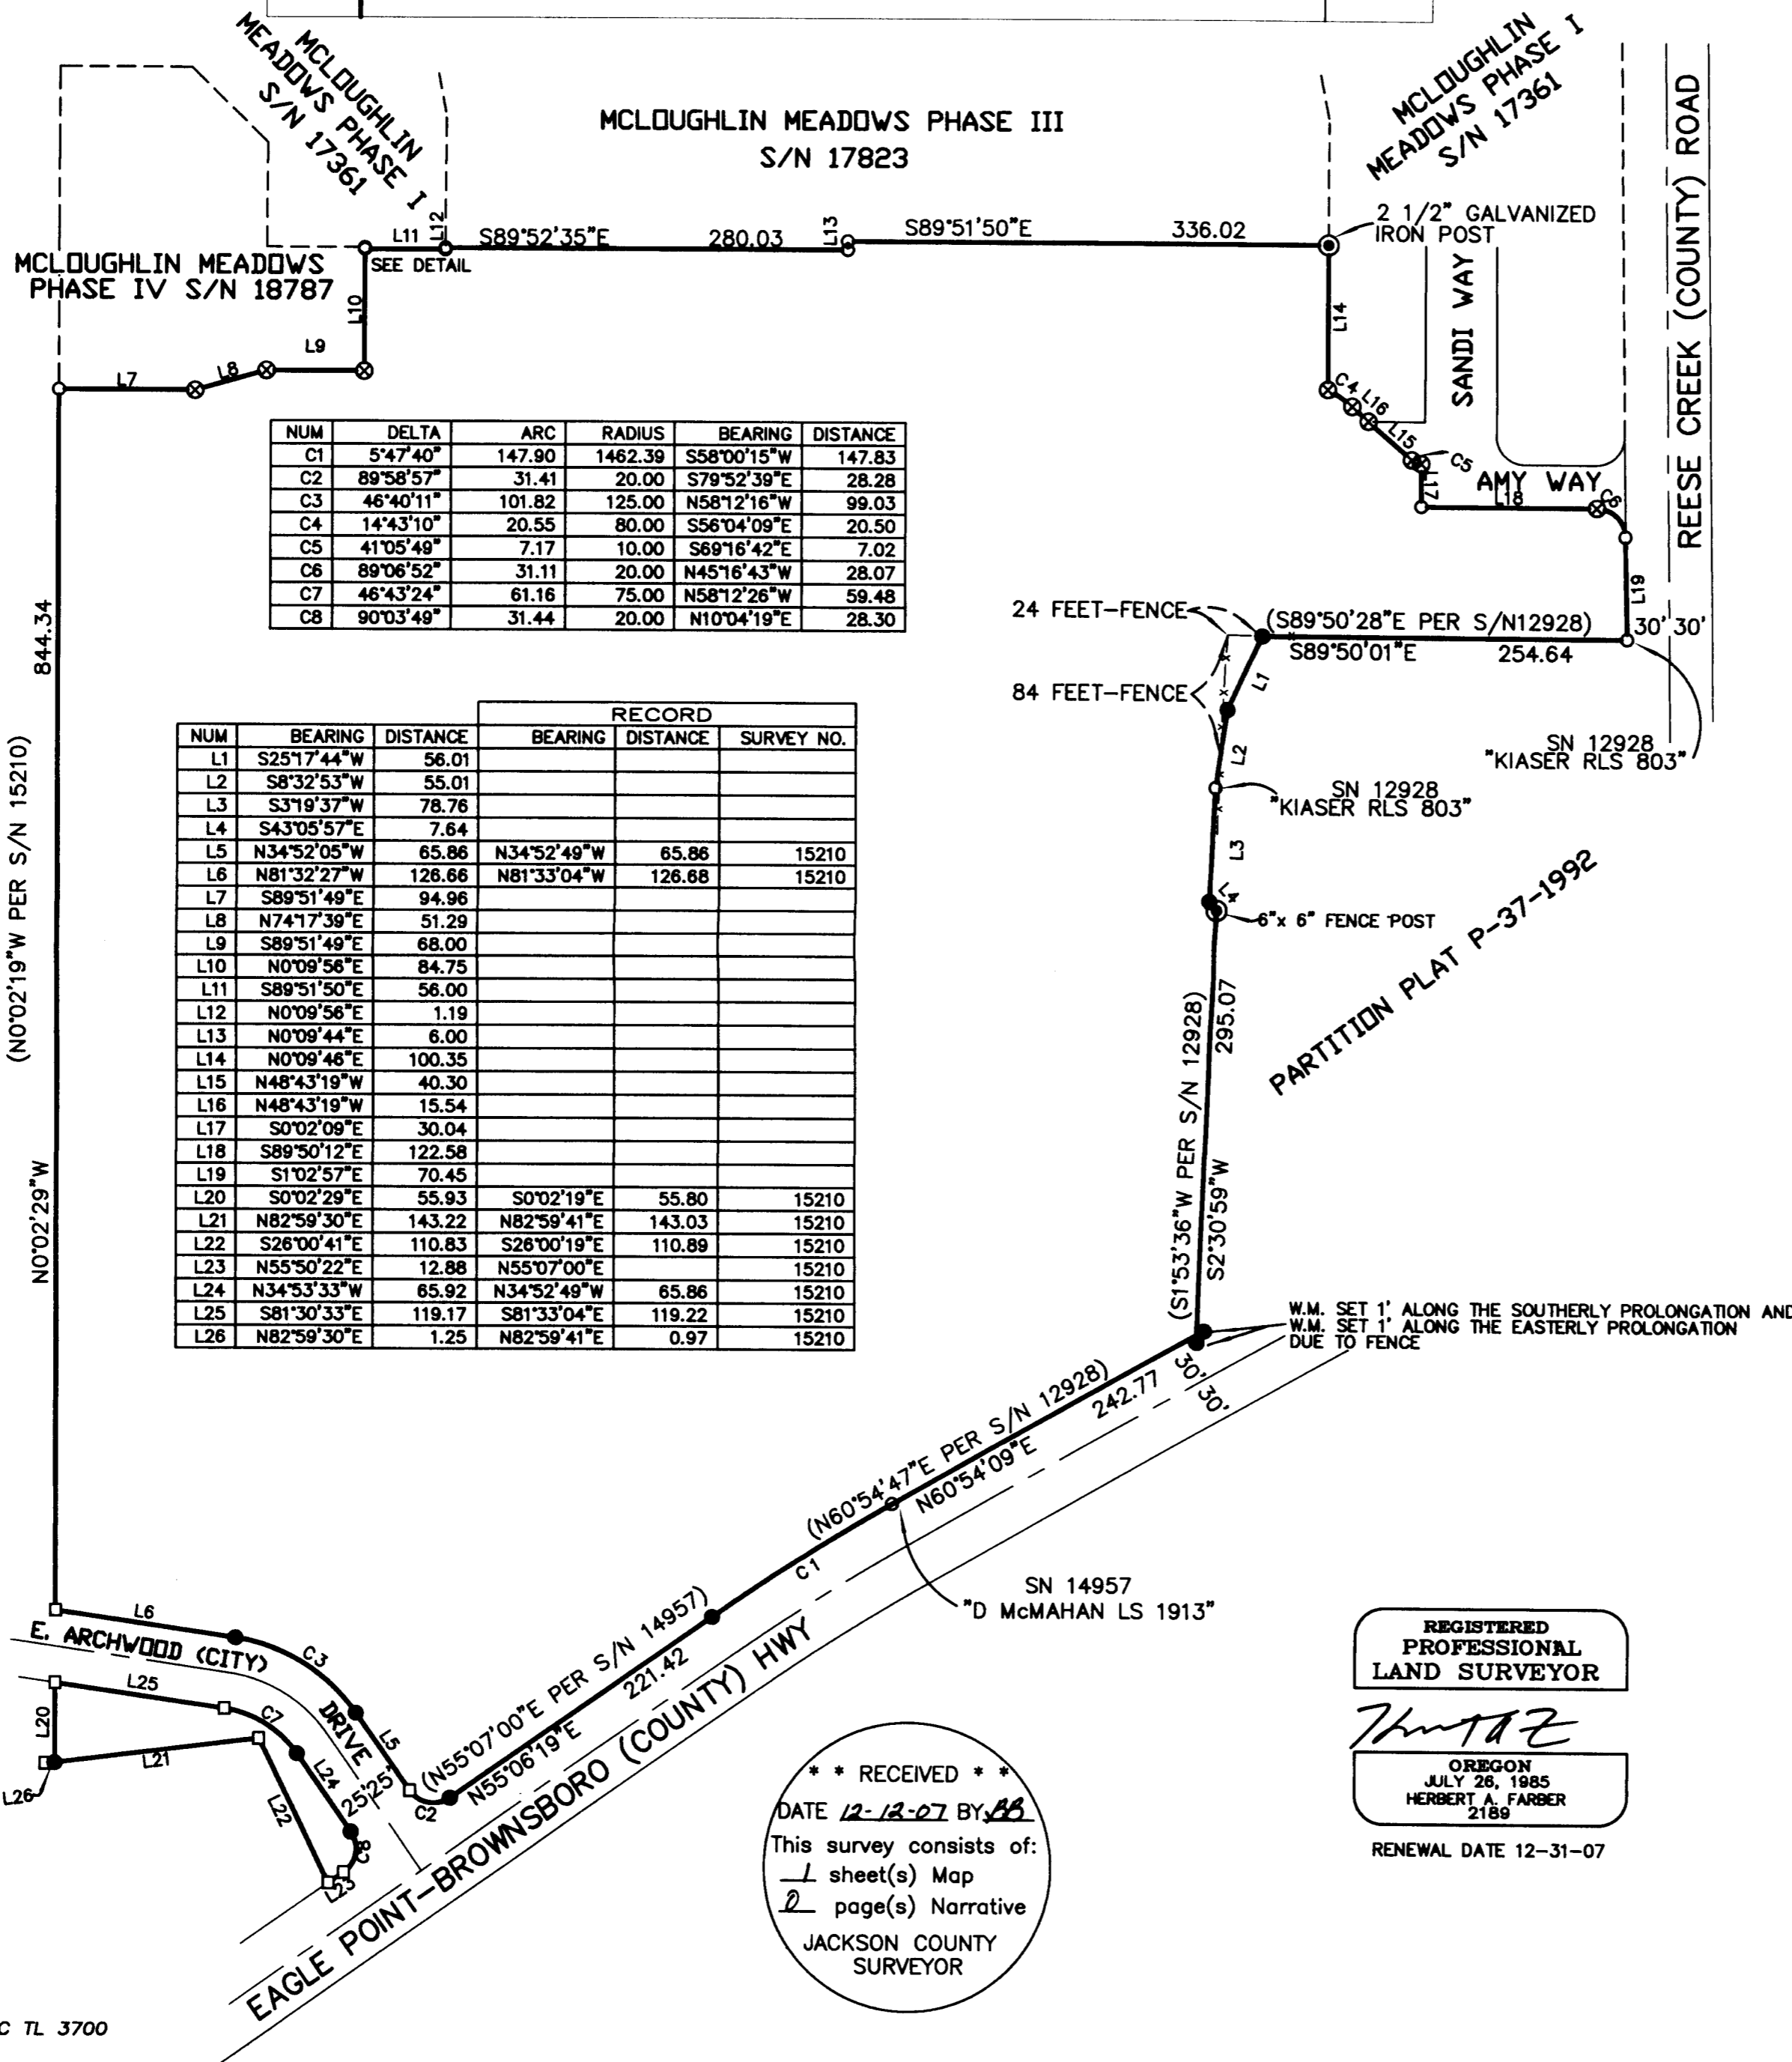 MCLOUGHLIN
MEADOWS PHASE I
S/N 17361
MCLOUGHLIN MEADOWS PHASE III
S/N 17823
MCLOUGHLIN
MEADOWS PHASE I
S/N 17361
REESE CREEK (COUNTY) ROAD
2 1/2" GALVANIZED
IRON POST
L11
L12
S89°52'35"E
280.03
L13
S89°51'50"E
336.02
MCLOUGHLIN MEADOWS
PHASE IV S/N 18787
SEE DETAIL
L10
L9
L8
L7
L14
SANDI WAY
C4
L16
L15
C5
L17
AMY WAY
L18
C6
L19
NUM DELTA ARC RADIUS BEARING DISTANCE
C1 5°47'40" 147.90 1462.39 S58°00'15"W 147.83
C2 89°58'57" 31.41 20.00 S79°52'39"E 28.28
C3 46°40'11" 101.82 125.00 N58°12'16"W 99.03
C4 14°43'10" 20.55 80.00 S56°04'09"E 20.50
C5 41°05'49" 7.17 10.00 S69°16'42"E 7.02
C6 89°06'52" 31.11 20.00 N45°16'43"W 28.07
C7 46°43'24" 61.16 75.00 N58°12'26"W 59.48
C8 90°03'49" 31.44 20.00 N10°04'19"E 28.30
24 FEET-FENCE
(S89°50'28"E PER S/N12928)
30' 30'
S89°50'01"E
254.64
84 FEET-FENCE
L1
L2
SN 12928
"KIASER RLS 803"
SN 12928
"KIASER RLS 803"
L3
L4
6"x 6" FENCE POST
PARTITION PLAT P-37-1992
844.34
(N0°02'19"W PER S/N 15210)
N0°02'29"W
RECORD
NUM BEARING DISTANCE BEARING DISTANCE SURVEY NO.
L1 S25°17'44"W 56.01
L2 S8°32'53"W 55.01
L3 S3°19'37"W 78.76
L4 S43°05'57"E 7.64
L5 N34°52'05"W 65.86 N34°52'49"W 65.86 15210
L6 N81°32'27"W 126.66 N81°33'04"W 126.68 15210
L7 S89°51'49"E 94.96
L8 N74°17'39"E 51.29
L9 S89°51'49"E 68.00
L10 N0°09'56"E 84.75
L11 S89°51'50"E 56.00
L12 N0°09'56"E 1.19
L13 N0°09'44"E 6.00
L14 N0°09'46"E 100.35
L15 N48°43'19"W 40.30
L16 N48°43'19"W 15.54
L17 S0°02'09"E 30.04
L18 S89°50'12"E 122.58
L19 S1°02'57"E 70.45
L20 S0°02'29"E 55.93 S0°02'19"E 55.80 15210
L21 N82°59'30"E 143.22 N82°59'41"E 143.03 15210
L22 S26°00'41"E 110.83 S26°00'19"E 110.89 15210
L23 N55°50'22"E 12.88 N55°07'00"E 15210
L24 N34°53'33"W 65.92 N34°52'49"W 65.86 15210
L25 S81°30'33"E 119.17 S81°33'04"E 119.22 15210
L26 N82°59'30"E 1.25 N82°59'41"E 0.97 15210
(S1°53'36"W PER S/N 12928)
295.07
S2°30'59"W
W.M. SET 1' ALONG THE SOUTHERLY PROLONGATION AND
W.M. SET 1' ALONG THE EASTERLY PROLONGATION
DUE TO FENCE
30' 30'
(N60°54'47"E PER S/N 12928)
242.77
N60°54'09"E
C1
SN 14957
"D McMAHAN LS 1913"
(N55°07'00"E PER S/N 14957)
221.42
N55°06'19"E
EAGLE POINT-BROWNSBORO (COUNTY) HWY
L6
E. ARCHWOOD (CITY)
DRIVE
C3
L5
C2
L25
C7
L20
L21
L24
25'25'
L26
L22
C8
L23
* * RECEIVED * *
DATE 12-12-07 BY BB
This survey consists of:
1 sheet(s) Map
0 page(s) Narrative
JACKSON COUNTY
SURVEYOR
REGISTERED
PROFESSIONAL
LAND SURVEYOR
OREGON
JULY 26, 1985
HERBERT A. FARBER
2189
RENEWAL DATE 12-31-07
C TL 3700